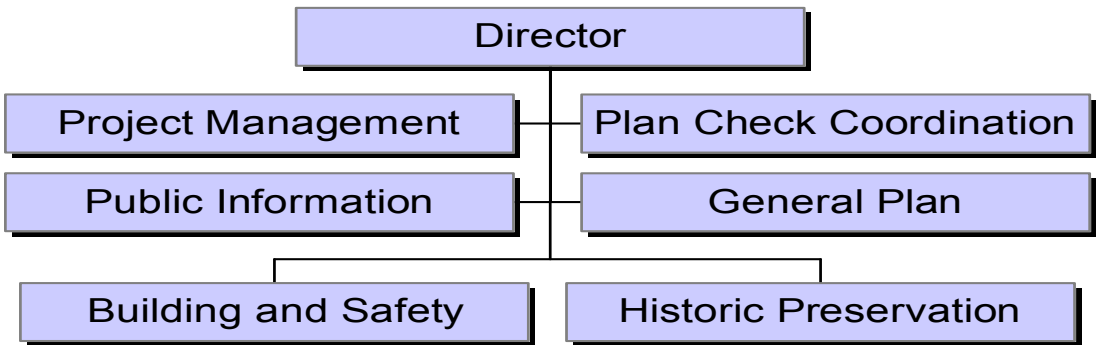 Director
Project Management
Plan Check Coordination
Public Information
General Plan
Building and Safety
Historic Preservation